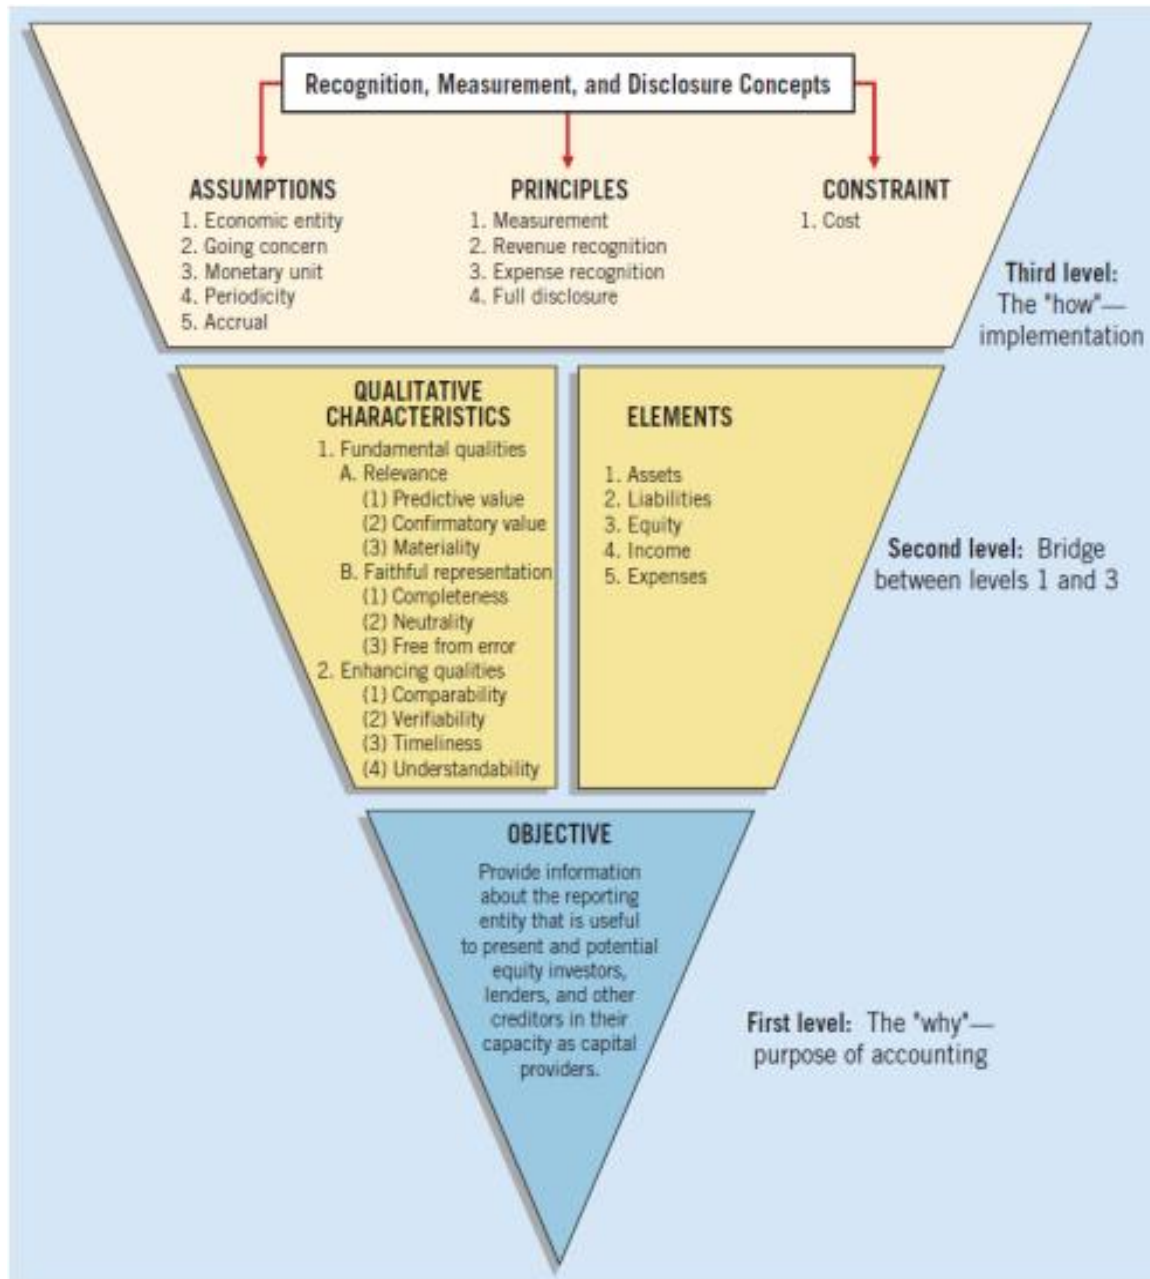 Recognition, Measurement, and Disclosure Concepts
ASSUMPTIONS
1. Economic entity
2. Going concern
3. Monetary unit
4. Periodicity
5. Accrual
PRINCIPLES
1. Measurement
2. Revenue recognition
3. Expense recognition
4. Full disclosure
CONSTRAINT
1. Cost
Third level:
The "how"—
implementation
QUALITATIVE
CHARACTERISTICS
1. Fundamental qualities
A. Relevance
(1) Predictive value
(2) Confirmatory value
(3) Materiality
B. Faithful representation
(1) Completeness
(2) Neutrality
(3) Free from error
2. Enhancing qualities
(1) Comparability
(2) Verifiability
(3) Timeliness
(4) Understandability
ELEMENTS
1. Assets
2. Liabilities
3. Equity
4. Income
5. Expenses
Second level: Bridge
between levels 1 and 3
OBJECTIVE
Provide information
about the reporting
entity that is useful
to present and potential
equity investors,
lenders, and other
creditors in their
capacity as capital
providers.
First level: The "why"—
purpose of accounting